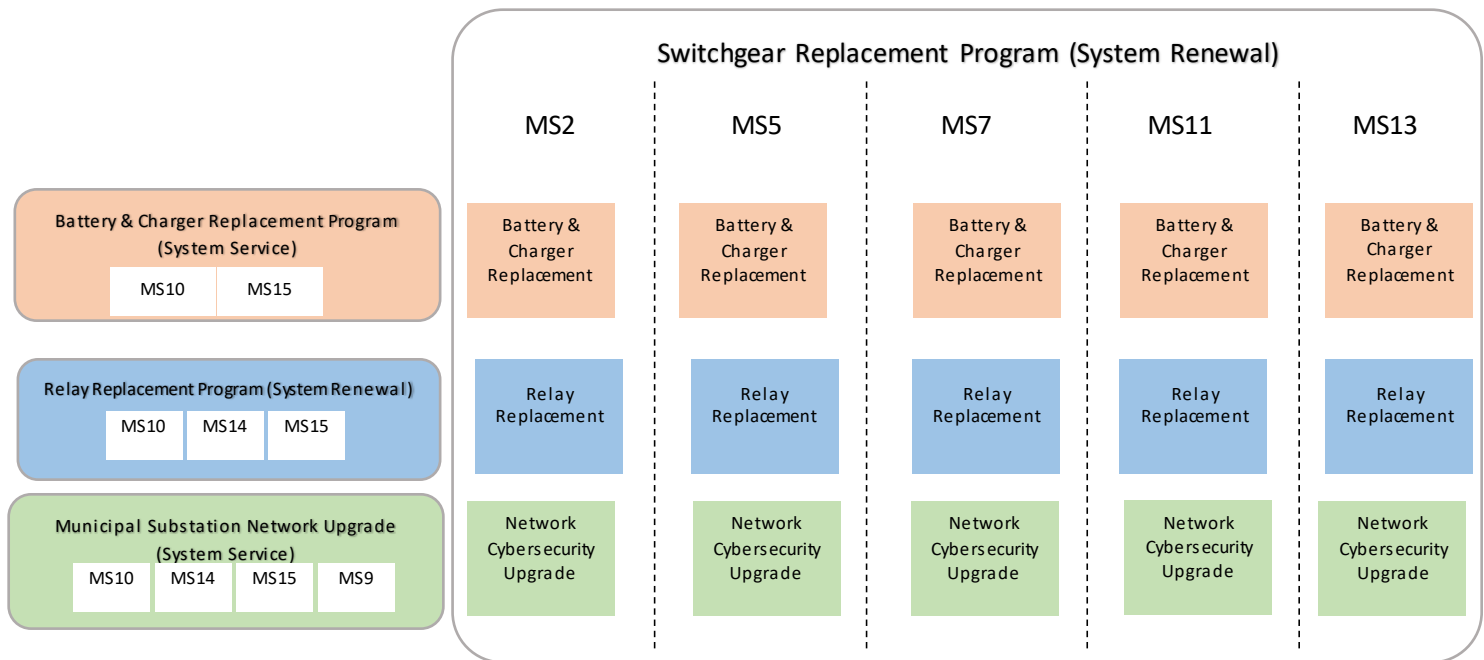 Switchgear Replacement Program (System Renewal)
MS2
MS5
MS7
MS11
MS13
Battery & Charger Replacement Program
(System Service)
MS10
MS15
Battery &
Charger
Replacement
Battery &
Charger
Replacement
Battery &
Charger
Replacement
Battery &
Charger
Replacement
Battery &
Charger
Replacement
Relay Replacement Program (System Renewal)
MS10
MS14
MS15
Relay
Replacement
Relay
Replacement
Relay
Replacement
Relay
Replacement
Relay
Replacement
Municipal Substation Network Upgrade
(System Service)
MS10
MS14
MS15
MS9
Network
Cybersecurity
Upgrade
Network
Cybersecurity
Upgrade
Network
Cybersecurity
Upgrade
Network
Cybersecurity
Upgrade
Network
Cybersecurity
Upgrade